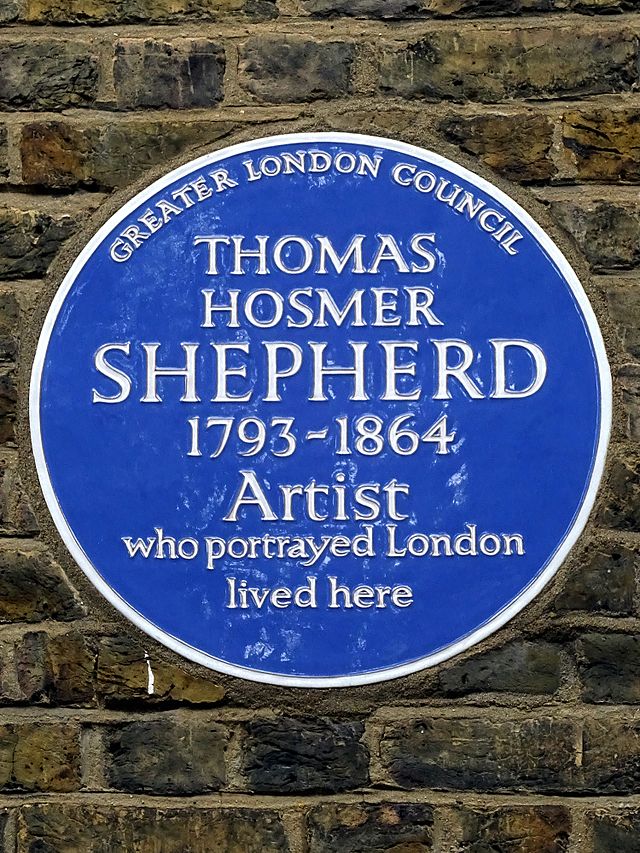 GREATER LONDON COUNCIL
THOMAS
HOSMER
SHEPHERD
1793-1864
Artist
who portrayed London
lived here